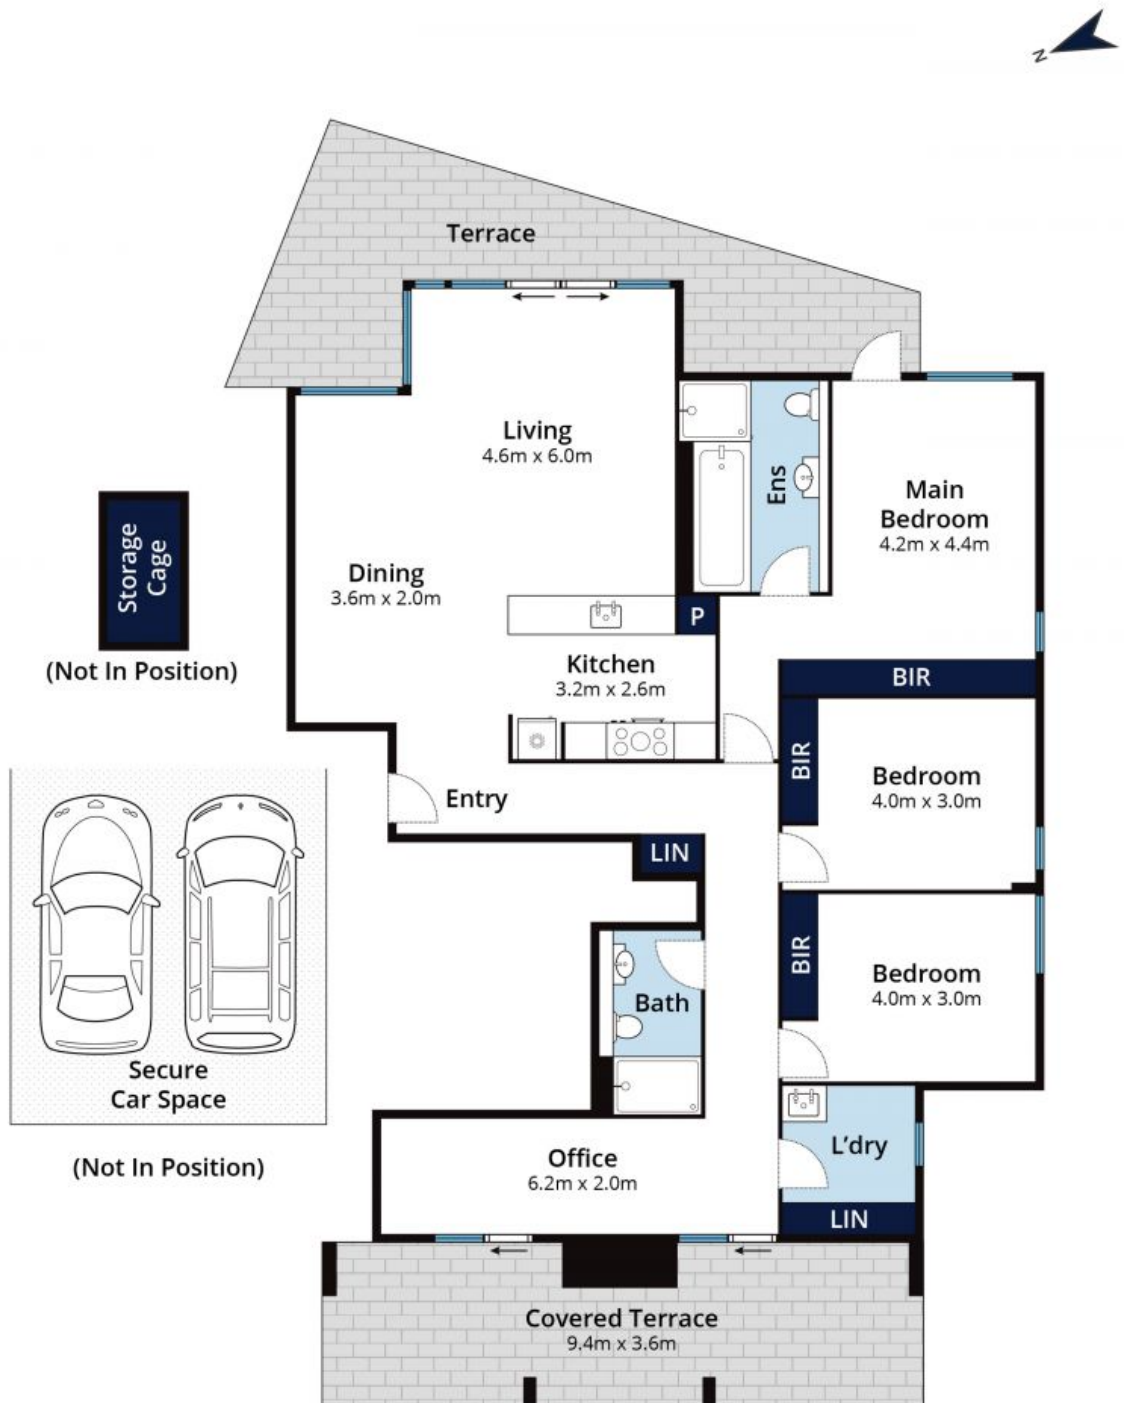 N
Terrace
Living
4.6m x 6.0m
Ens
Main
Bedroom
4.2m x 4.4m
Storage
Cage
(Not In Position)
Dining
3.6m x 2.0m
P
Kitchen
3.2m x 2.6m
BIR
BIR
Bedroom
4.0m x 3.0m
Entry
LIN
BIR
Bedroom
4.0m x 3.0m
Bath
Secure
Car Space
(Not In Position)
Office
6.2m x 2.0m
L'dry
LIN
Covered Terrace
9.4m x 3.6m